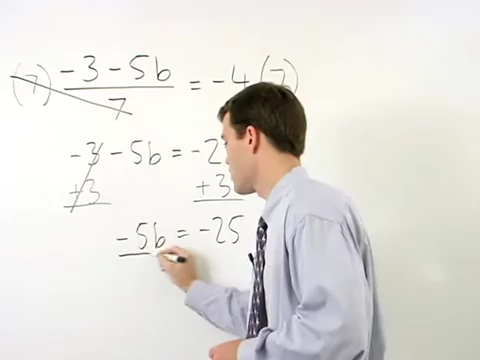 (7) -3 - 5b / 7 = -4 (7)
-3 - 5b = -2
+3 +3
-5b = -25